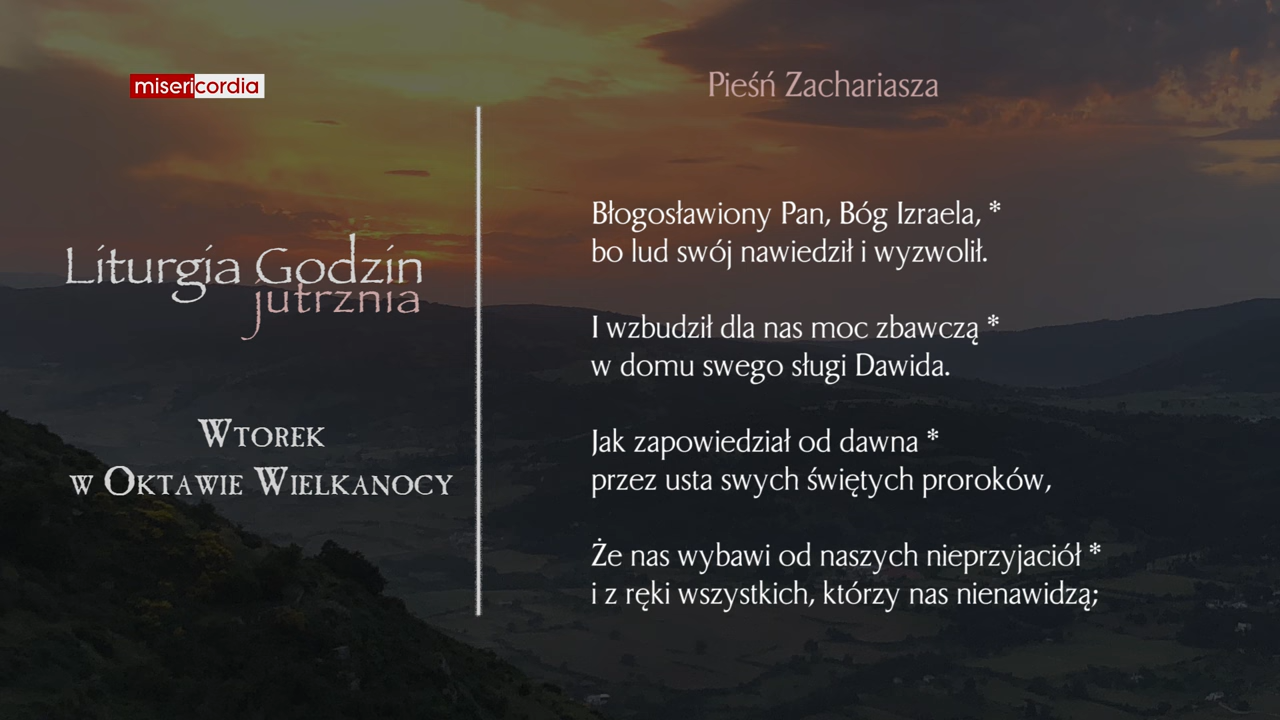 misericordia
Liturgia Godzin
jutrznia
Wtorek
w Oktawie Wielkanocy
Pieśń Zachariasza
Błogosławiony Pan, Bóg Izraela, *
bo lud swój nawiedził i wyzwolił.
I wzbudził dla nas moc zbawczą *
w domu swego sługi Dawida.
Jak zapowiedział od dawna *
przez usta swych świętych proroków,
Że nas wybawi od naszych nieprzyjaciół *
i z ręki wszystkich, którzy nas nienawidzą;